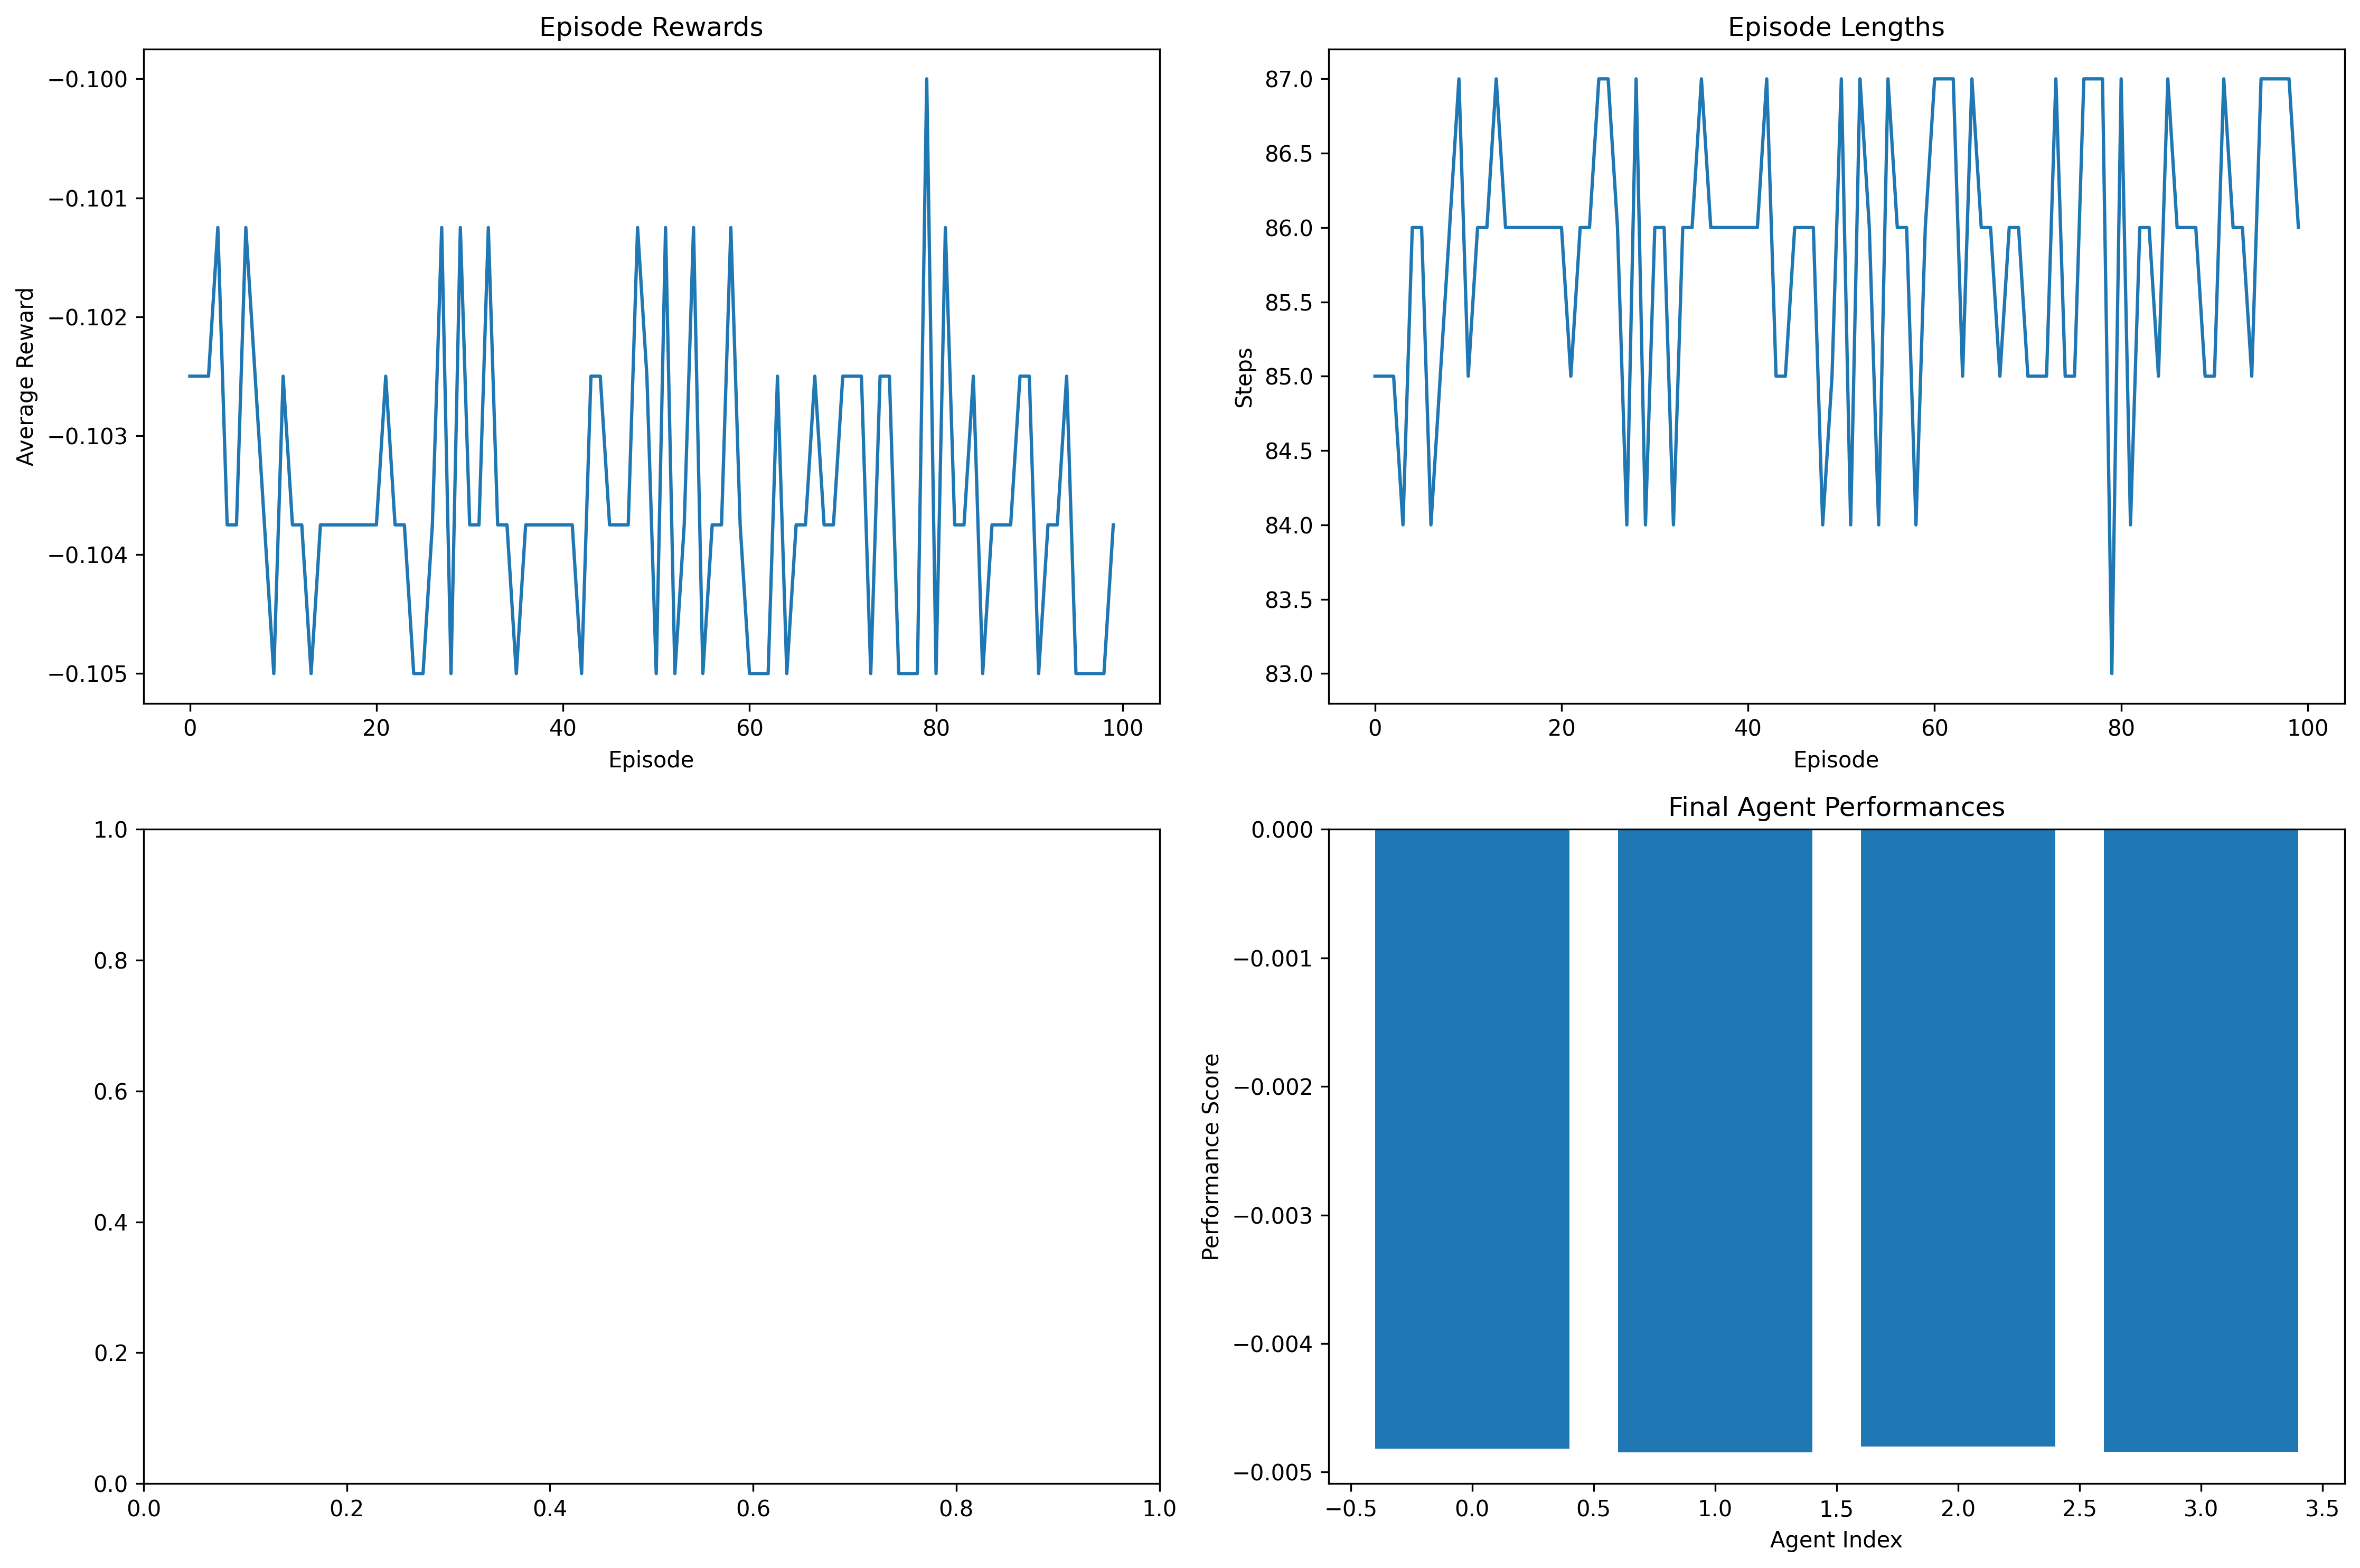 Episode Rewards
−0.100
−0.101
−0.102
−0.103
−0.104
−0.105
Average Reward
0 20 40 60 80 100
Episode
Episode Lengths
87.0
86.5
86.0
85.5
85.0
84.5
84.0
83.5
83.0
Steps
0 20 40 60 80 100
Episode
1.0
0.8
0.6
0.4
0.2
0.0
0.0 0.2 0.4 0.6 0.8 1.0
Final Agent Performances
0.000
−0.001
−0.002
−0.003
−0.004
−0.005
Performance Score
−0.5 0.0 0.5 1.0 1.5 2.0 2.5 3.0 3.5
Agent Index